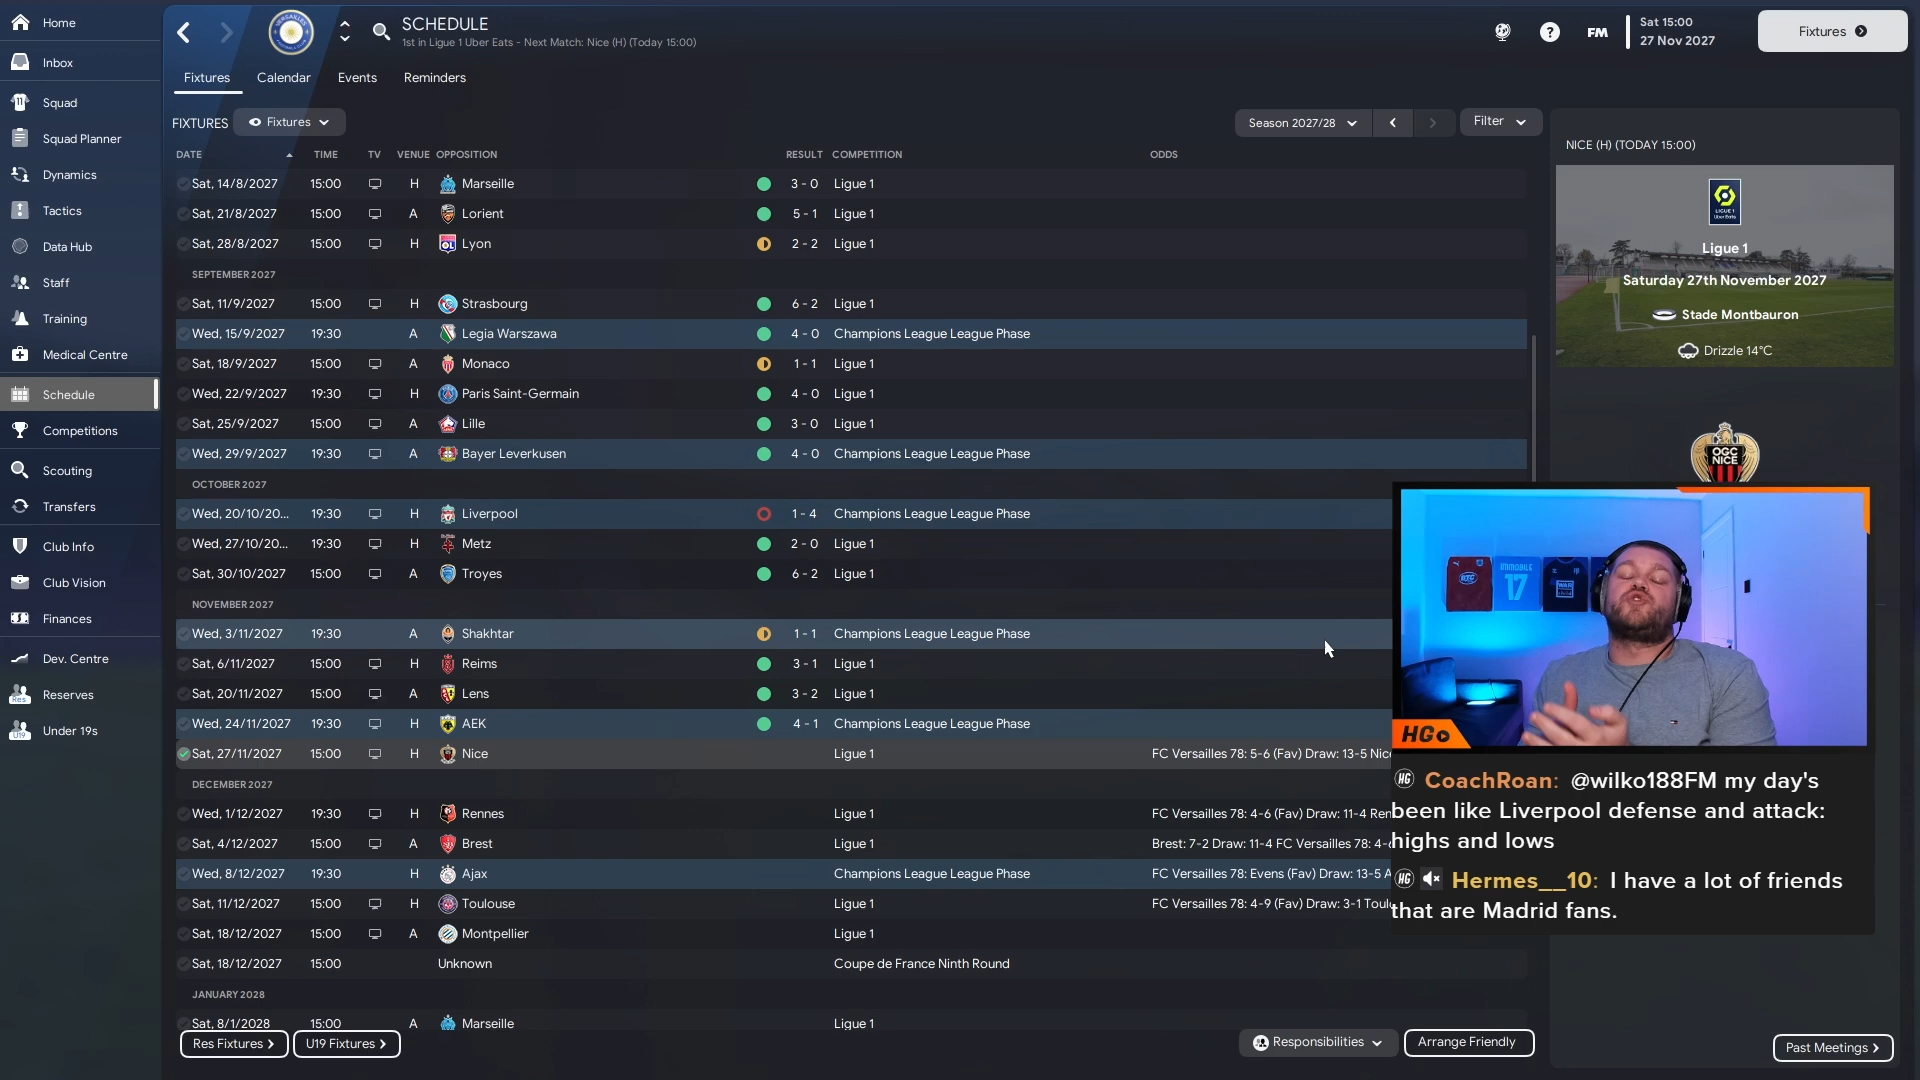 Home
Inbox
Squad
Squad Planner
Dynamics
Tactics
Data Hub
Staff
Training
Medical Centre
Schedule
Competitions
Scouting
Transfers
Club Info
Club Vision
Finances
Dev. Centre
Reserves
Under 19s
SCHEDULE
1st in Ligue 1 Uber Eats - Next Match: Nice (H) (Today 15:00)
FM
Sat 15:00
27 Nov 2027
Fixtures
Fixtures Calendar Events Reminders
FIXTURES Fixtures Season 2027/28 Filter
DATE TIME TV VENUE OPPOSITION RESULT COMPETITION ODDS
Sat, 14/8/2027 15:00 H Marseille 3 - 0 Ligue 1
Sat, 21/8/2027 15:00 A Lorient 5 - 1 Ligue 1
Sat, 28/8/2027 15:00 H Lyon 2 - 2 Ligue 1
SEPTEMBER 2027
Sat, 11/9/2027 15:00 H Strasbourg 6 - 2 Ligue 1
Wed, 15/9/2027 19:30 A Legia Warszawa 4 - 0 Champions League League Phase
Sat, 18/9/2027 15:00 A Monaco 1 - 1 Ligue 1
Wed, 22/9/2027 19:30 H Paris Saint-Germain 4 - 0 Ligue 1
Sat, 25/9/2027 15:00 A Lille 3 - 0 Ligue 1
Wed, 29/9/2027 19:30 A Bayer Leverkusen 4 - 0 Champions League League Phase
OCTOBER 2027
Wed, 20/10/20... 19:30 H Liverpool 1 - 4 Champions League League Phase
Wed, 27/10/20... 19:30 H Metz 2 - 0 Ligue 1
Sat, 30/10/2027 15:00 A Troyes 6 - 2 Ligue 1
NOVEMBER 2027
Wed, 3/11/2027 19:30 A Shakhtar 1 - 1 Champions League League Phase
Sat, 6/11/2027 15:00 H Reims 3 - 1 Ligue 1
Sat, 20/11/2027 15:00 A Lens 3 - 2 Ligue 1
Wed, 24/11/2027 19:30 H AEK 4 - 1 Champions League League Phase
Sat, 27/11/2027 15:00 H Nice Ligue 1 FC Versailles 78: 5-6 (Fav) Draw: 13-5 Nic
DECEMBER 2027
Wed, 1/12/2027 19:30 H Rennes Ligue 1 FC Versailles 78: 4-6 (Fav) Draw: 11-4 Ren
Sat, 4/12/2027 15:00 A Brest Ligue 1 Brest: 7-2 Draw: 11-4 FC Versailles 78: 4-
Wed, 8/12/2027 19:30 H Ajax Champions League League Phase FC Versailles 78: Evens (Fav) Draw: 13-5 A
Sat, 11/12/2027 15:00 H Toulouse Ligue 1 FC Versailles 78: 4-9 (Fav) Draw: 3-1 Toul
Sat, 18/12/2027 15:00 A Montpellier Ligue 1
Sat, 18/12/2027 15:00 Unknown Coupe de France Ninth Round
JANUARY 2028
Sat, 8/1/2028 15:00 A Marseille Ligue 1
Res Fixtures U19 Fixtures Responsibilities Arrange Friendly
NICE (H) (TODAY 15:00)
LIGUE 1
Uber Eats
Ligue 1
Saturday 27th November 2027
Stade Montbauron
Drizzle 14°C
OGC
NICE
IMMOBILE
17
WAR
HG
HG CoachRoan: @wilko188FM my day's
been like Liverpool defense and attack:
highs and lows
HG Hermes__10: I have a lot of friends
that are Madrid fans.
Past Meetings